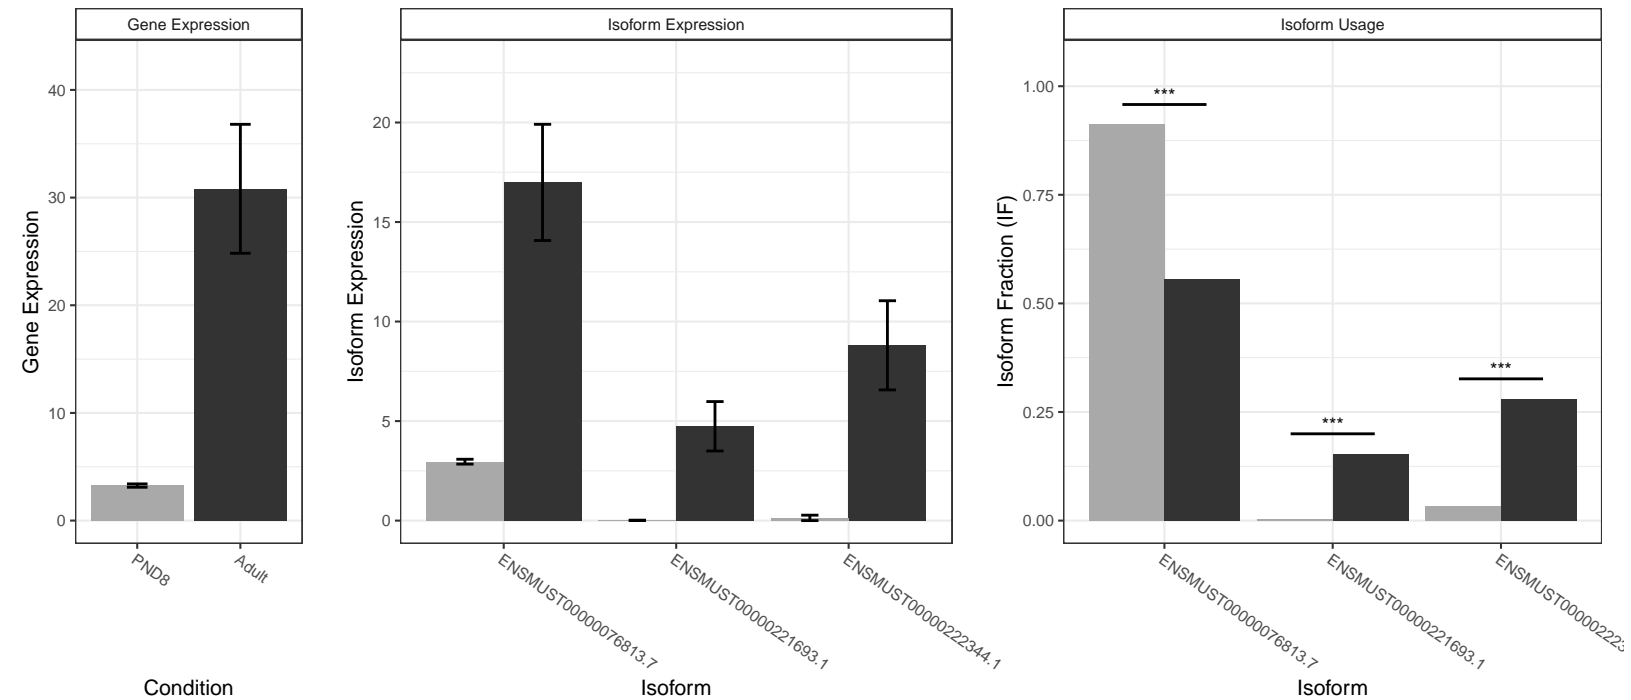 Gene Expression
Gene Expression
40
30
20
10
0
PND8
Adult
Condition
Isoform Expression
Isoform Expression
20
15
10
5
0
ENSMUST00000076813.7
ENSMUST00000221693.1
ENSMUST00000222344.1
Isoform
Isoform Usage
Isoform Fraction (IF)
1.00
0.75
0.50
0.25
0.00
***
***
***
ENSMUST00000076813.7
ENSMUST00000221693.1
ENSMUST00000223
Isoform